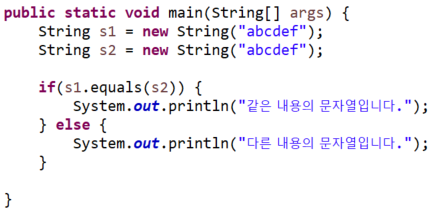 public static void main(String[] args) {
    String s1 = new String("abcdef");
    String s2 = new String("abcdef");

    if(s1.equals(s2)) {
        System.out.println("같은 내용의 문자열입니다.");
    } else {
        System.out.println("다른 내용의 문자열입니다.");
    }

}